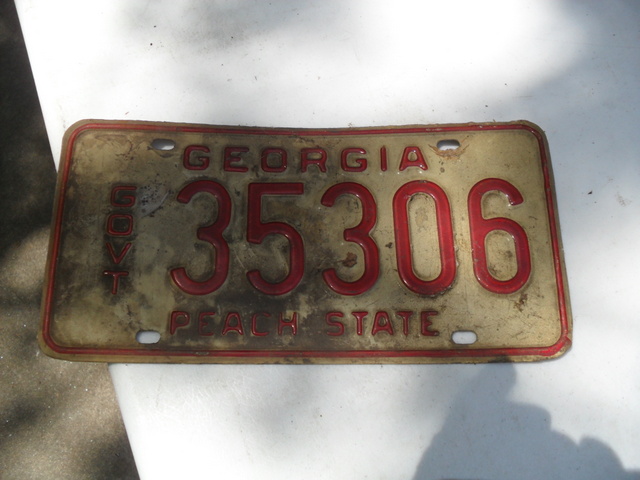 GEORGIA
GOVT
35306
PEACH STATE